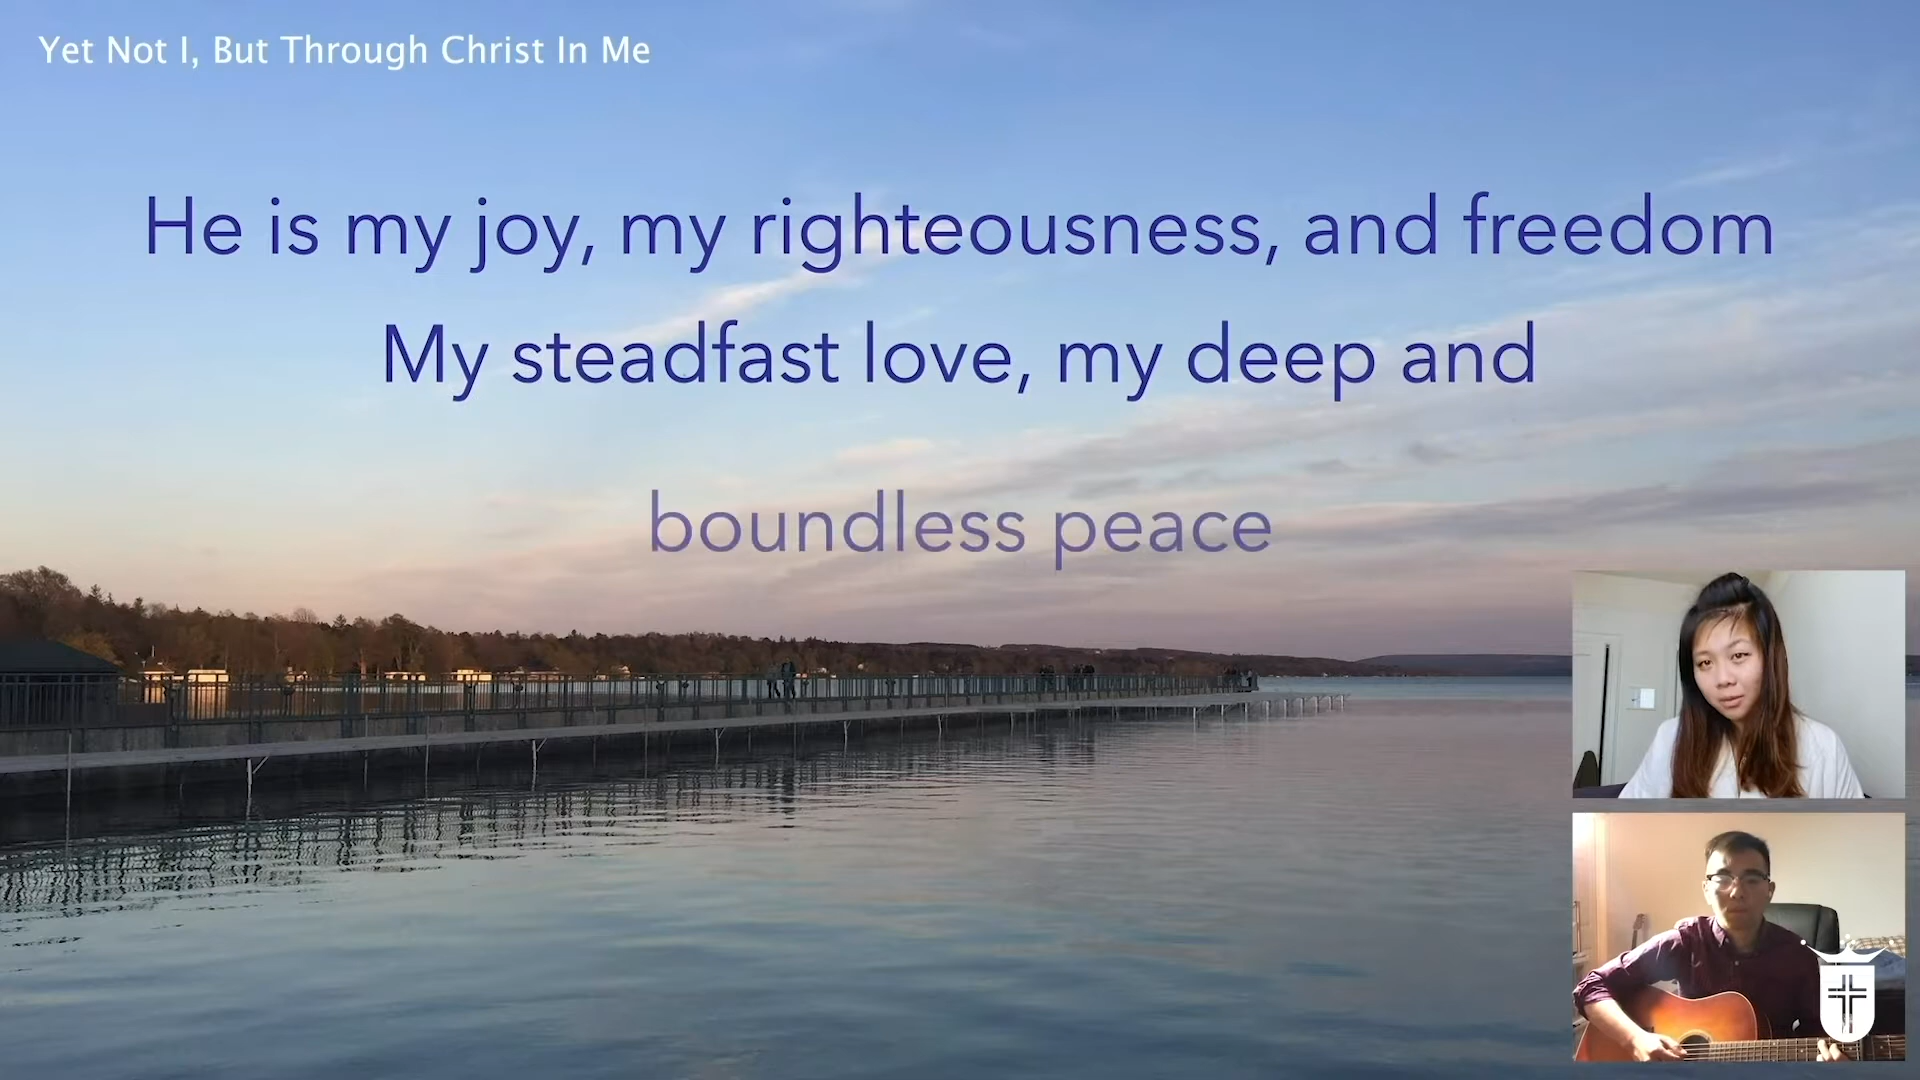 Yet Not I, But Through Christ In Me
He is my joy, my righteousness, and freedom
My steadfast love, my deep and
boundless peace